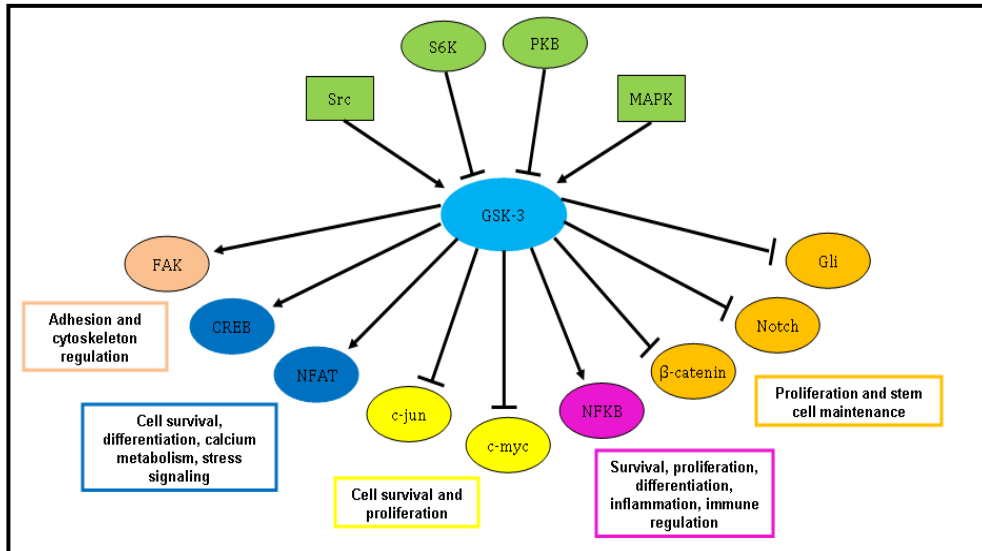 S6K
PKB
Src
MAPK
GSK-3
FAK
Gli
CREB
Notch
NFAT
β-catenin
c-jun
NFKB
c-myc
Adhesion and
cytoskeleton
regulation
Cell survival,
differentiation, calcium
metabolism, stress
signaling
Cell survival and
proliferation
Survival, proliferation,
differentiation,
inflammation, immune
regulation
Proliferation and stem
cell maintenance